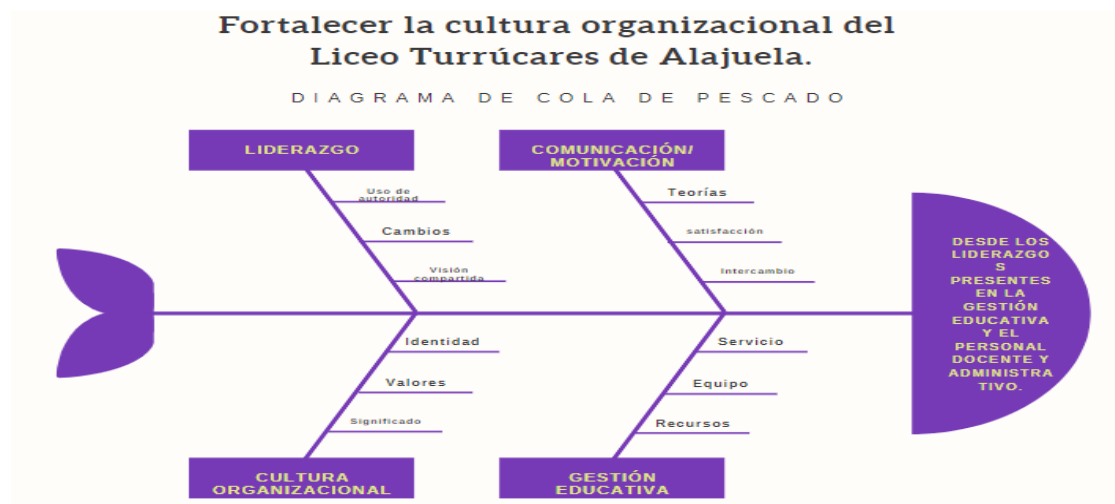 Fortalecer la cultura organizacional del
Liceo Turrúcares de Alajuela.
DIAGRAMA DE COLA DE PESCADO
LIDERAZGO
Uso de
autoridad
Cambios
Visión
compartida
COMUNICACIÓN/
MOTIVACIÓN
Teorías
satisfacción
Intercambio
Identidad
Valores
Significado
CULTURA
ORGANIZACIONAL
Servicio
Equipo
Recursos
GESTIÓN
EDUCATIVA
DESDE LOS
LIDERAZGO
S
PRESENTES
EN LA
GESTIÓN
EDUCATIVA
Y EL
PERSONAL
DOCENTE Y
ADMINISTRA
TIVO.